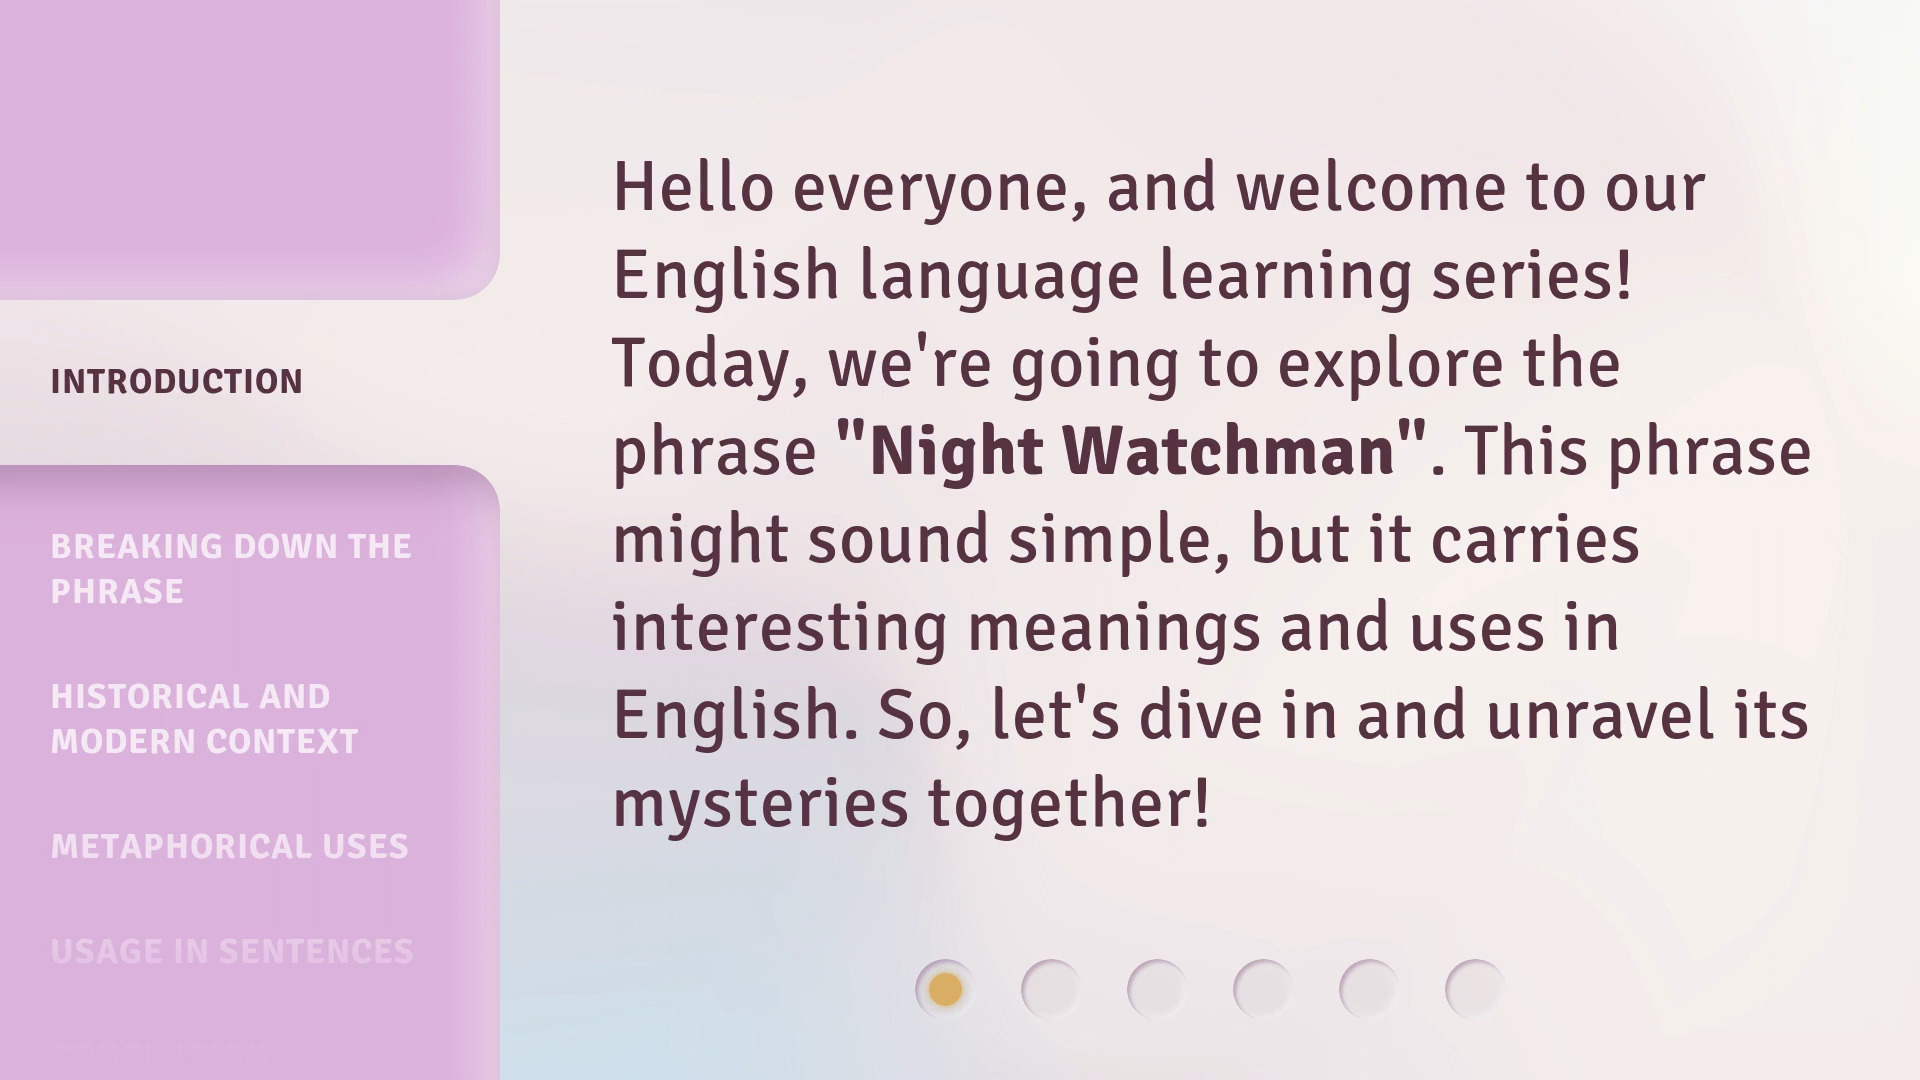 INTRODUCTION
BREAKING DOWN THE
PHRASE
HISTORICAL AND
MODERN CONTEXT
METAPHORICAL USES
USAGE IN SENTENCES
CONCLUSION
Hello everyone, and welcome to our
English language learning series!
Today, we're going to explore the
phrase "Night Watchman". This phrase
might sound simple, but it carries
interesting meanings and uses in
English. So, let's dive in and unravel its
mysteries together!